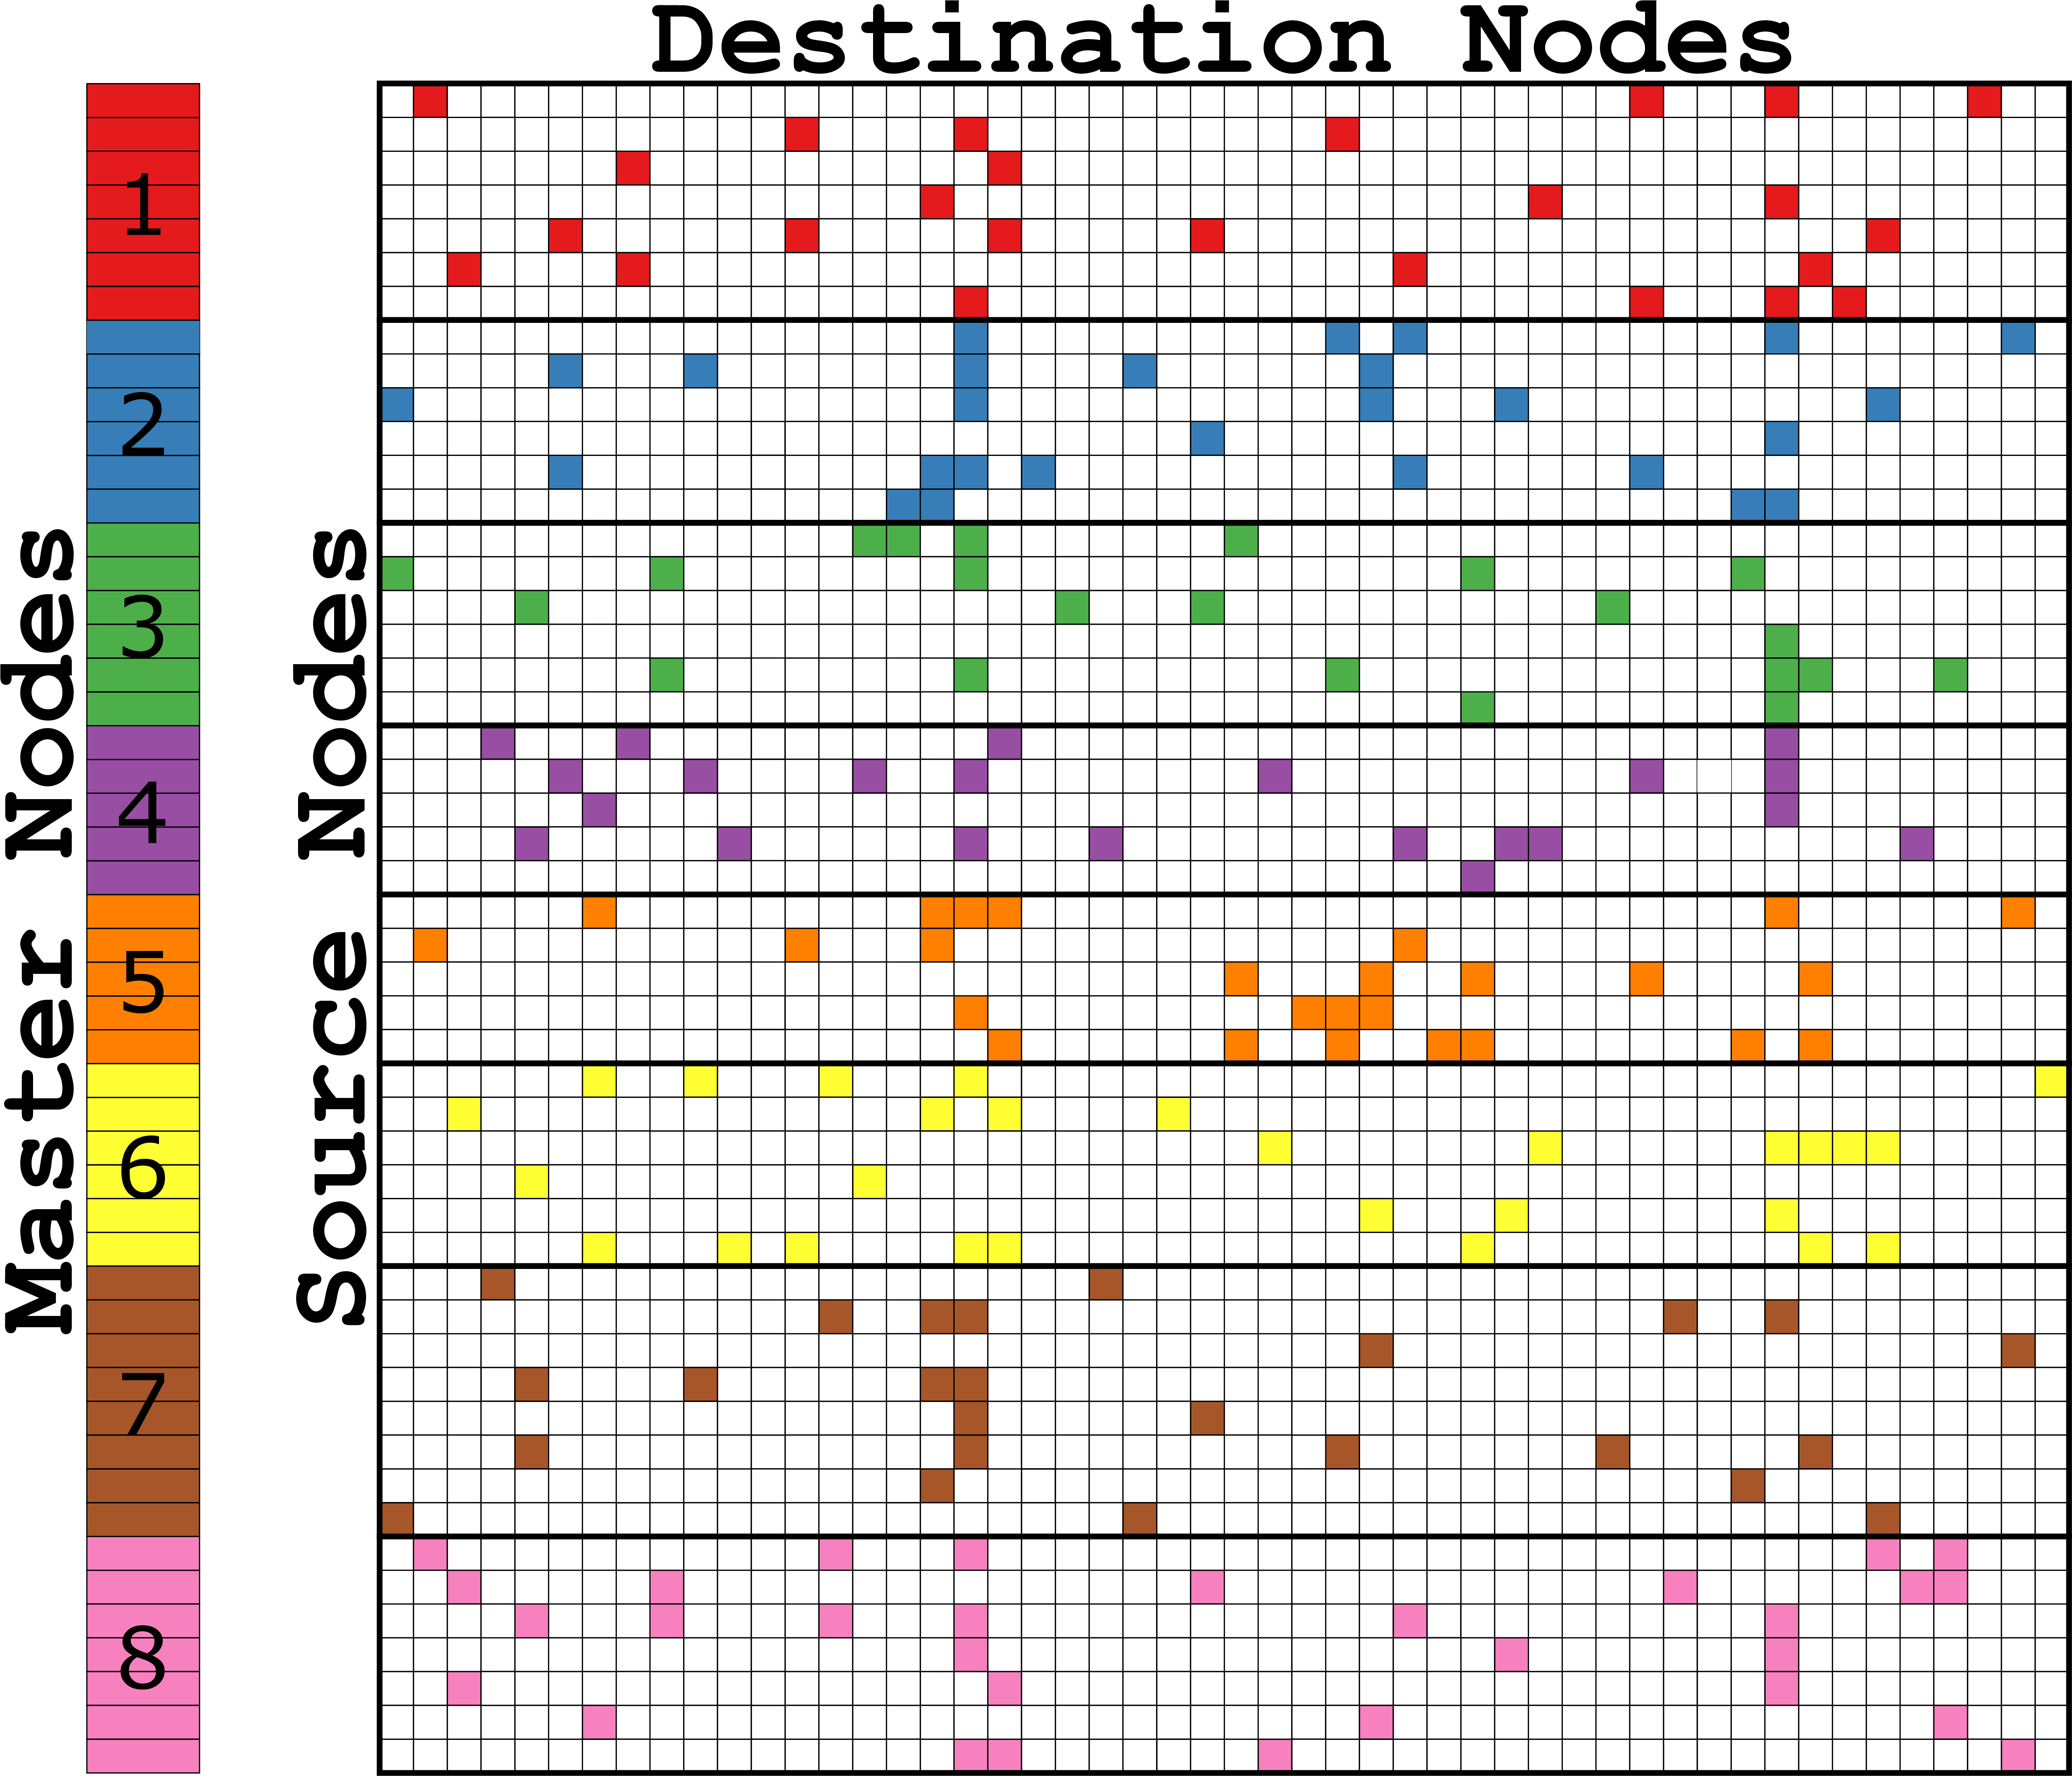 Destination Nodes
Master Nodes
Source Nodes
1
2
3
4
5
6
7
8